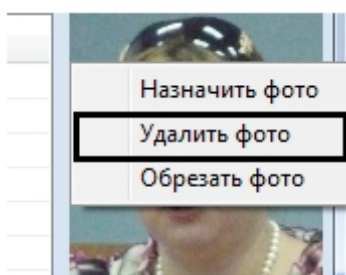 Назначить фото
Удалить фото
Обрезать фото